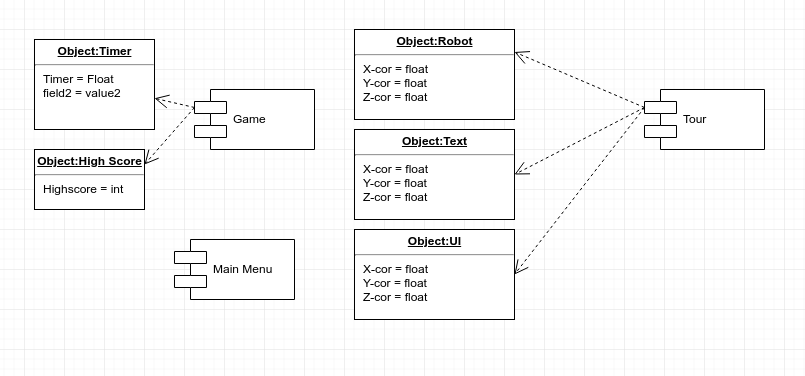 Object:Timer
Timer = Float
field2 = value2
Object:High Score
Highscore = int
Game
Main Menu
Object:Robot
X-cor = float
Y-cor = float
Z-cor = float
Object:Text
X-cor = float
Y-cor = float
Z-cor = float
Object:UI
X-cor = float
Y-cor = float
Z-cor = float
Tour